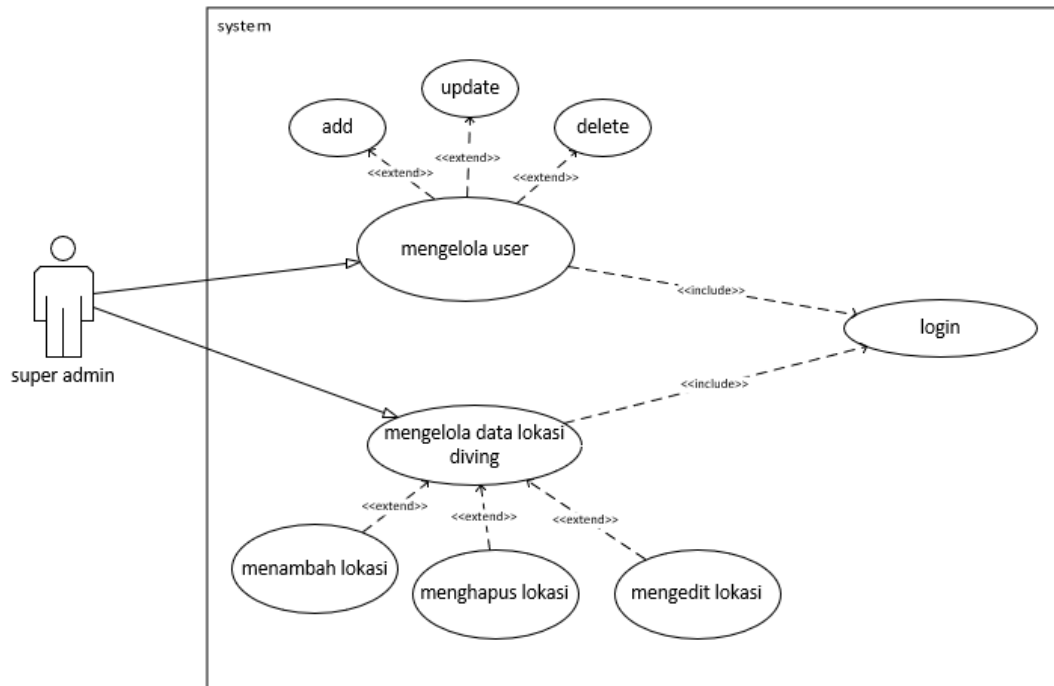 system
update
add
delete
<<extend>>
<<extend>>
<<extend>>
mengelola user
<<include>>
login
super admin
<<include>>
mengelola data lokasi
diving
<<extend>>
<<extend>>
<<extend>>
menambah lokasi
menghapus lokasi
mengedit lokasi